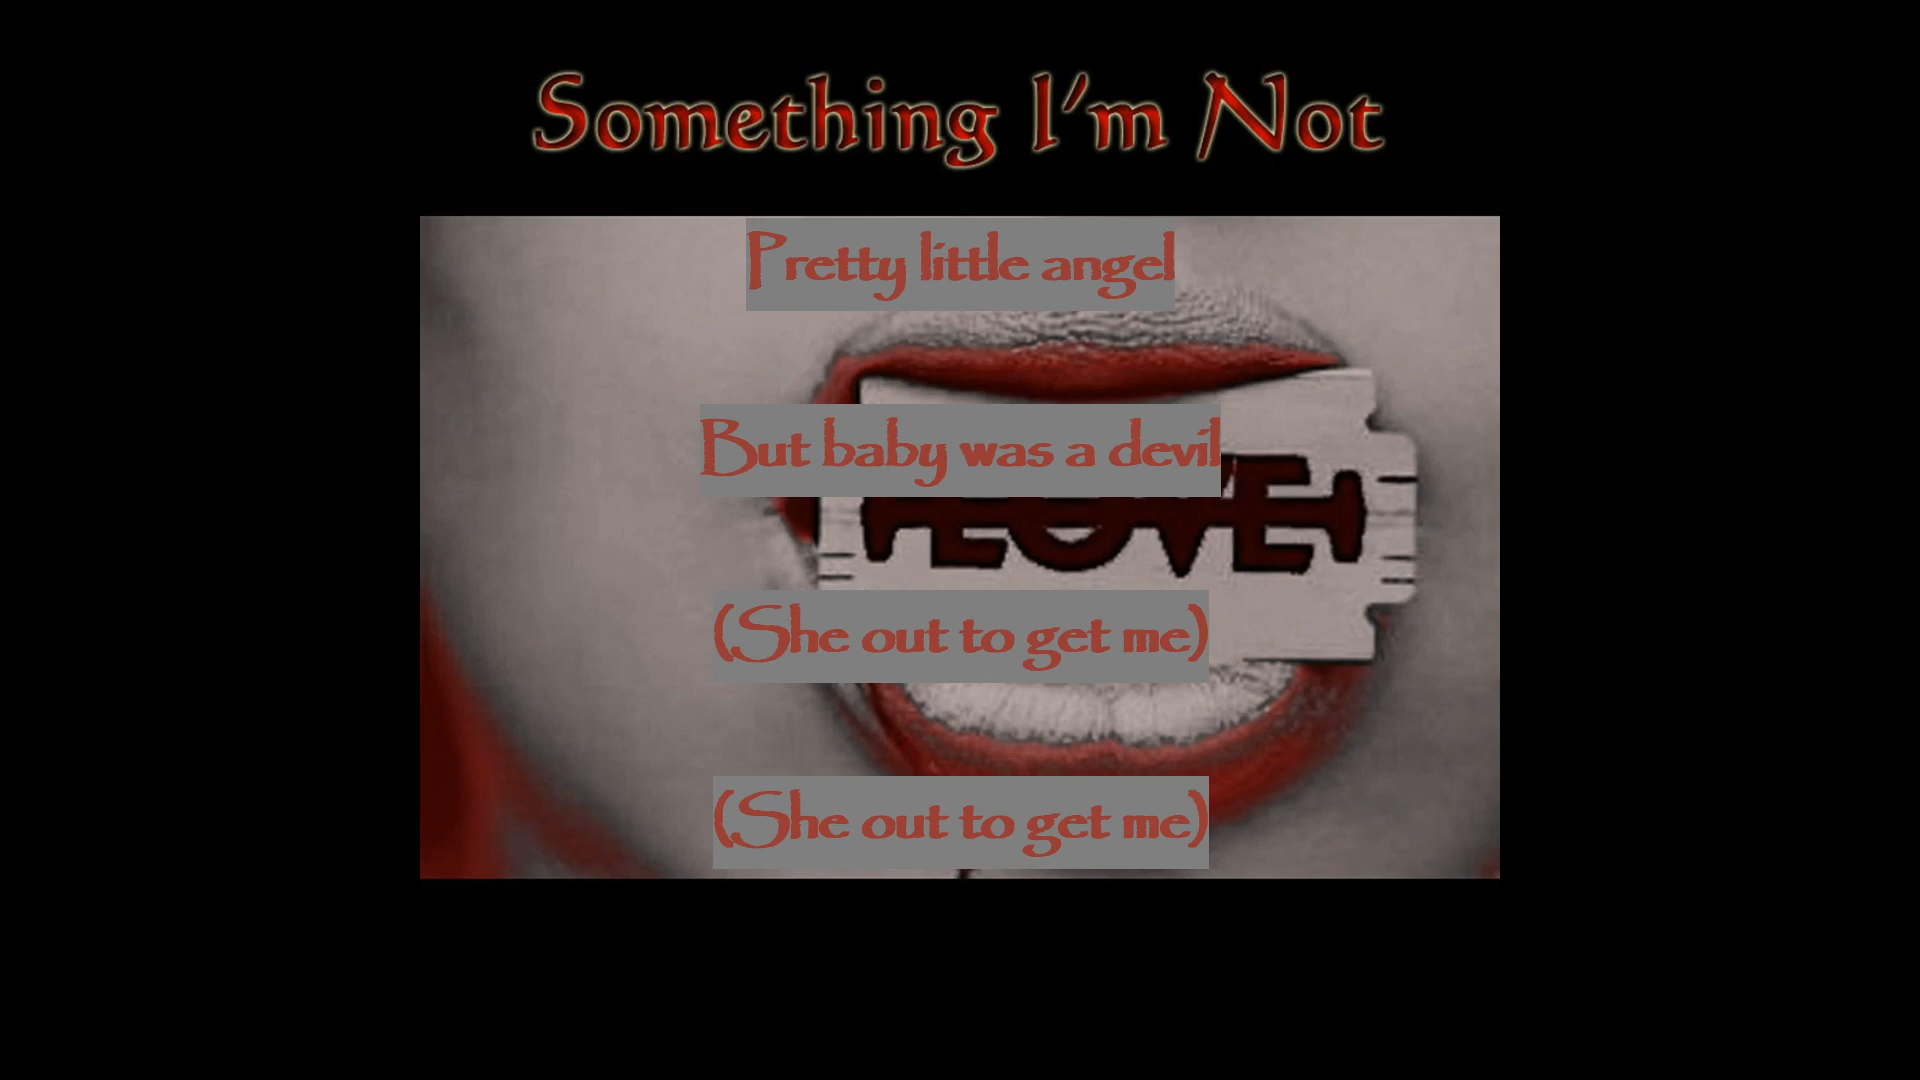 Something I'm Not
Pretty little angel
But baby was a devil
LOVE
(She out to get me)
(She out to get me)